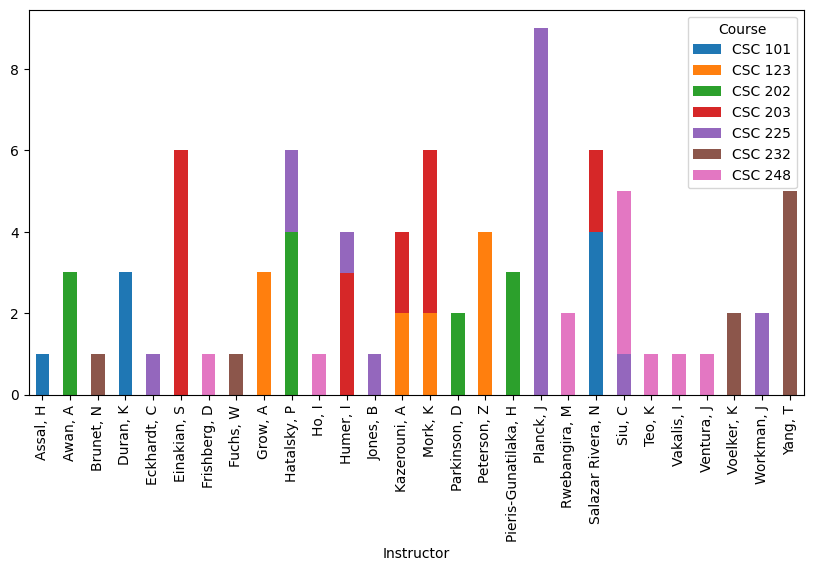 Course
CSC 101
CSC 123
CSC 202
CSC 203
CSC 225
CSC 232
CSC 248
8
6
4
2
0
Assal, H
Awan, A
Brunet, N
Duran, K
Eckhardt, C
Einakian, S
Frishberg, D
Fuchs, W
Grow, A
Hatalsky, P
Ho, I
Humer, I
Jones, B
Kazerouni, A
Mork, K
Parkinson, D
Peterson, Z
Pieris-Gunatilaka, H
Planck, J
Rwebangira, M
Salazar Rivera, N
Siu, C
Teo, K
Vakalis, I
Ventura, J
Voelker, K
Workman, J
Yang, T
Instructor